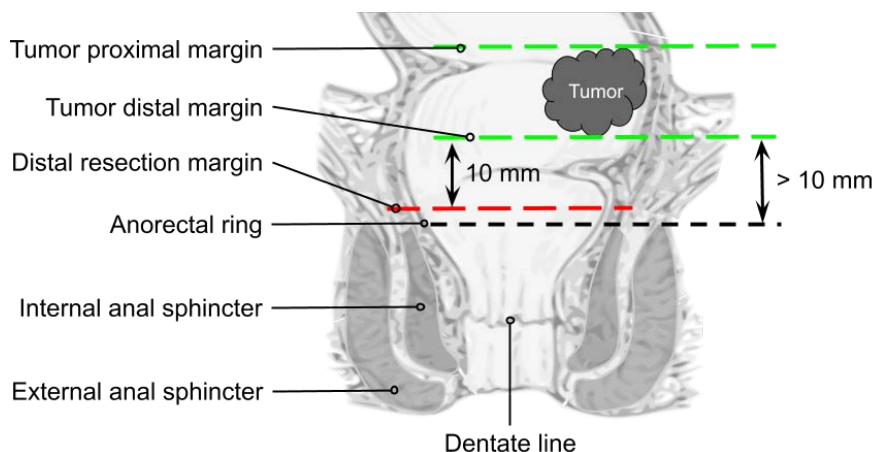 Tumor proximal margin
Tumor
Tumor distal margin
Distal resection margin
10 mm
> 10 mm
Anorectal ring
Internal anal sphincter
External anal sphincter
Dentate line